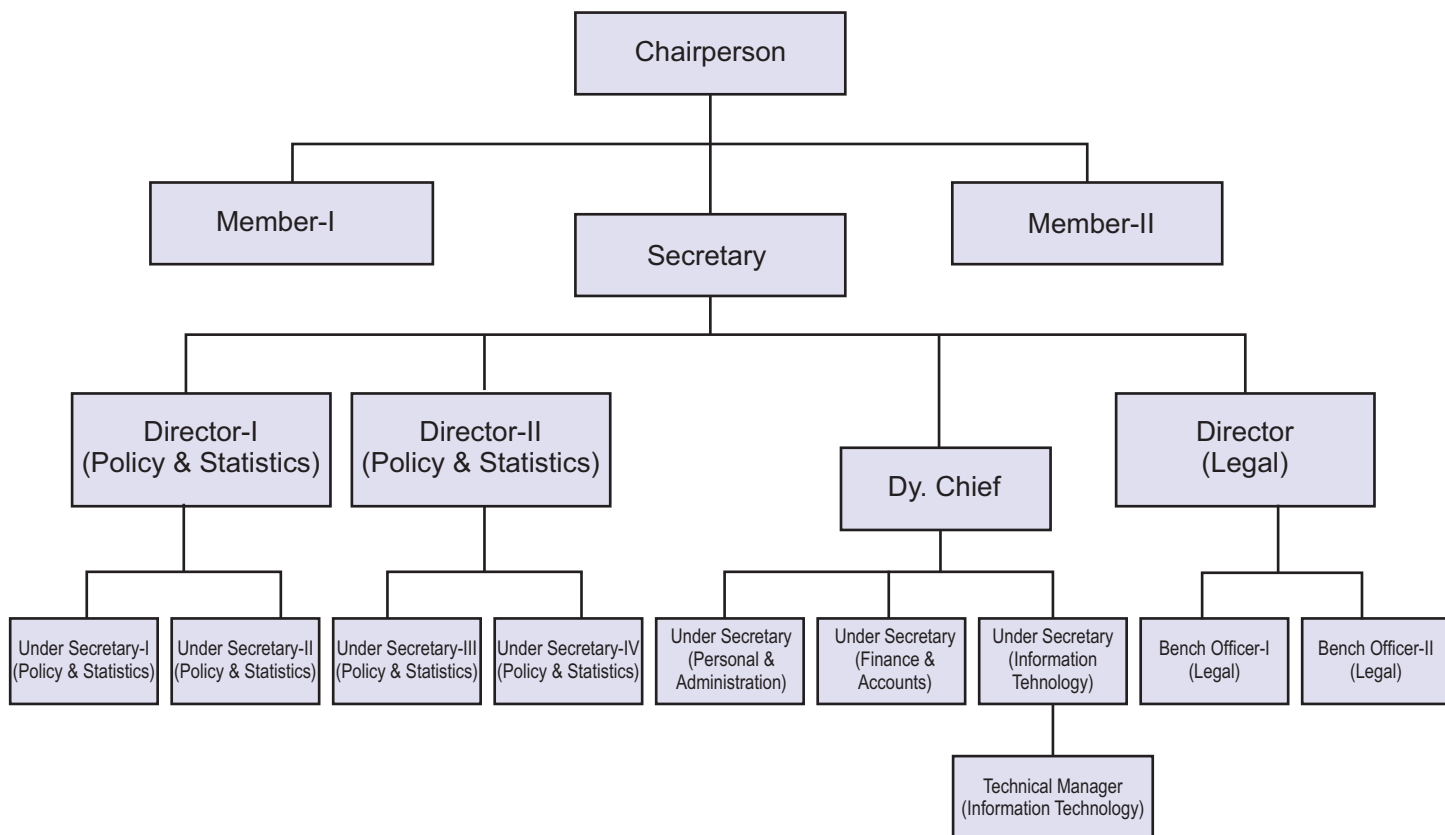 Chairperson
Member-I
Member-II
Secretary
Director-I
(Policy & Statistics)
Director-II
(Policy & Statistics)
Dy. Chief
Director
(Legal)
Under Secretary-I
(Policy & Statistics)
Under Secretary-II
(Policy & Statistics)
Under Secretary-III
(Policy & Statistics)
Under Secretary-IV
(Policy & Statistics)
Under Secretary
(Personal &
Administration)
Under Secretary
(Finance &
Accounts)
Under Secretary
(Information
Tehnology)
Bench Officer-I
(Legal)
Bench Officer-II
(Legal)
Technical Manager
(Information Technology)